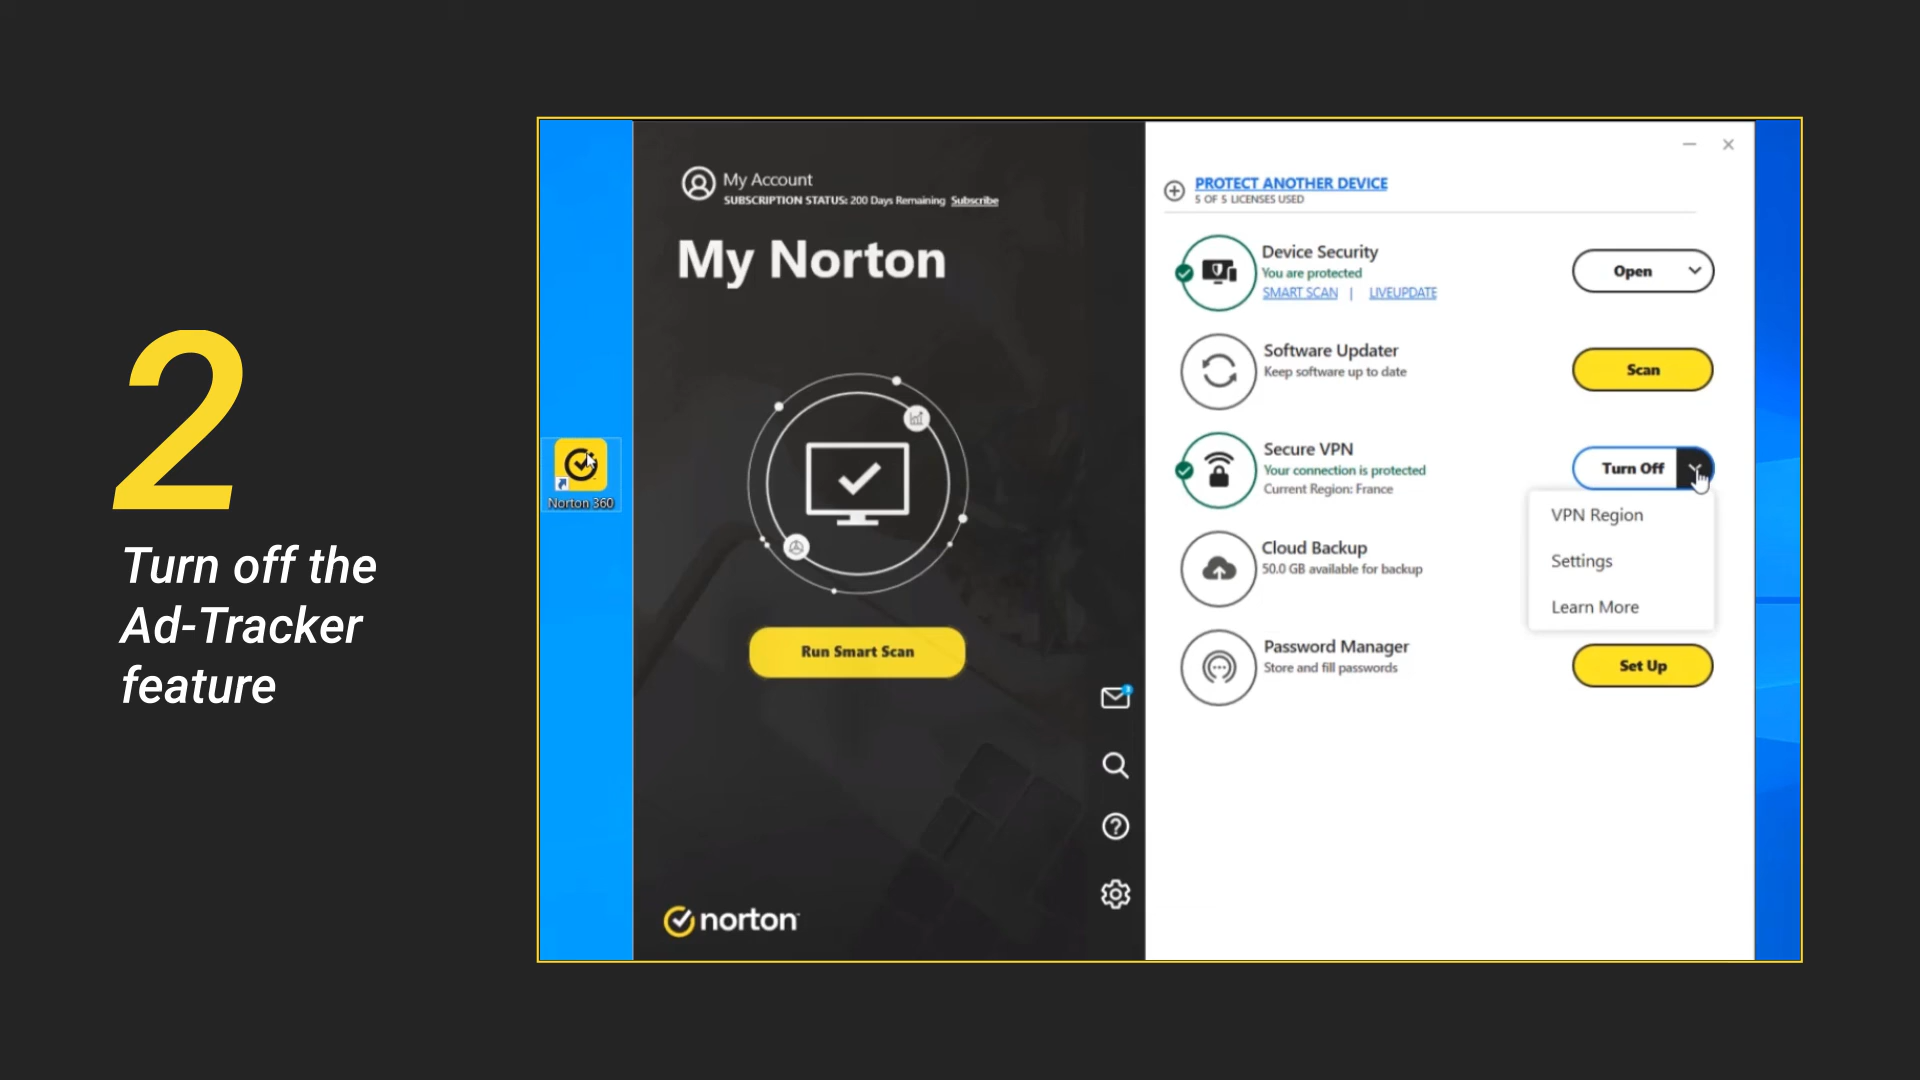 2
Turn off the
Ad-Tracker
feature
Norton 360
My Account
SUBSCRIPTION STATUS: 200 Days Remaining Subscribe
My Norton
Run Smart Scan
norton
PROTECT ANOTHER DEVICE
5 OF 5 LICENSES USED
Device Security
You are protected
SMART SCAN | LIVEUPDATE
Open
Software Updater
Keep software up to date
Scan
Secure VPN
Your connection is protected
Current Region: France
Turn Off
VPN Region
Settings
Learn More
Cloud Backup
50.0 GB available for backup
Password Manager
Store and fill passwords
Set Up